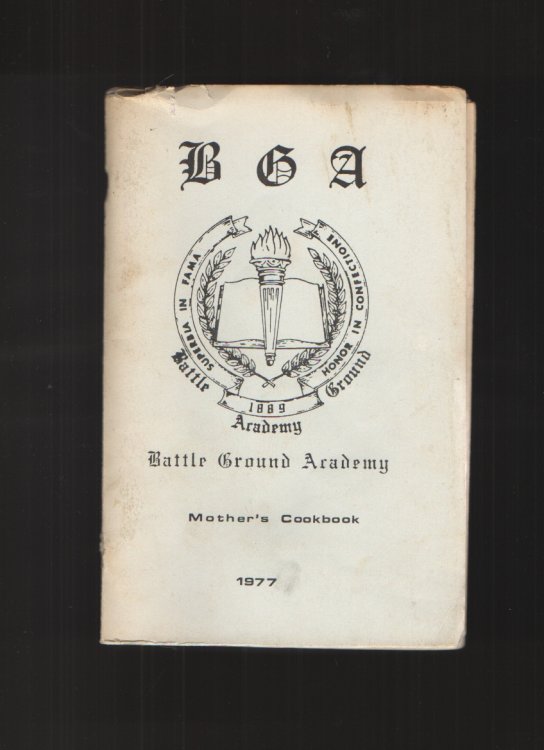 B G A
SUPERBIA IN FAMA
HONOR IN CONFECTIONE
Battle
Ground
1889
Academy
Battle Ground Academy
Mother's Cookbook
1977